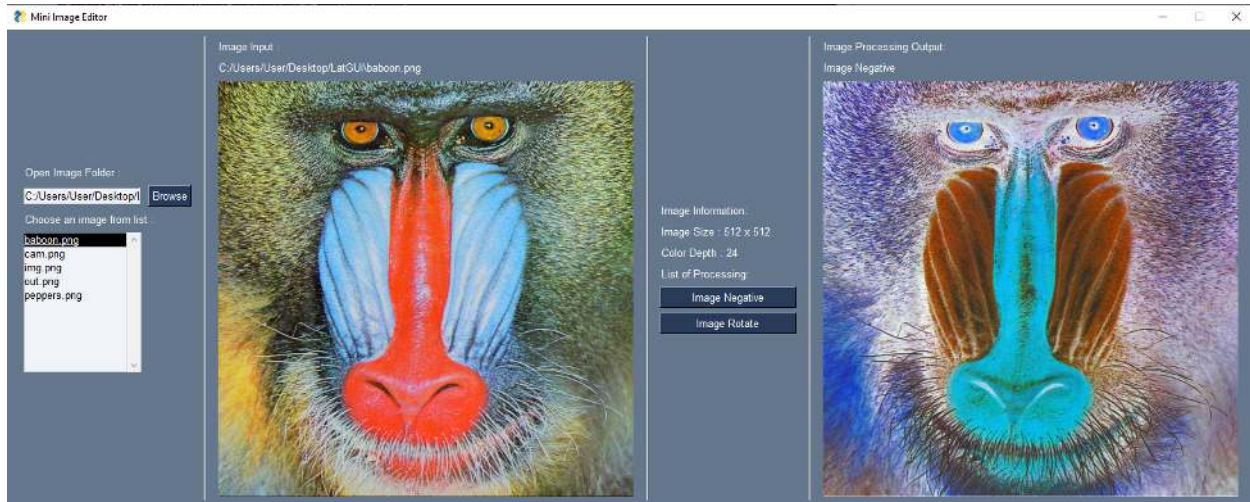 Mini Image Editor
Open Image Folder :
C:/Users/User/Desktop/l
Browse
Choose an image from list :
baboon.png
cam.png
img.png
out.png
peppers.png
Image Input :
C:/Users/User/Desktop/LatGUI\baboon.png
Image Information:
Image Size : 512 x 512
Color Depth : 24
List of Processing:
Image Negative
Image Rotate
Image Processing Output:
Image Negative